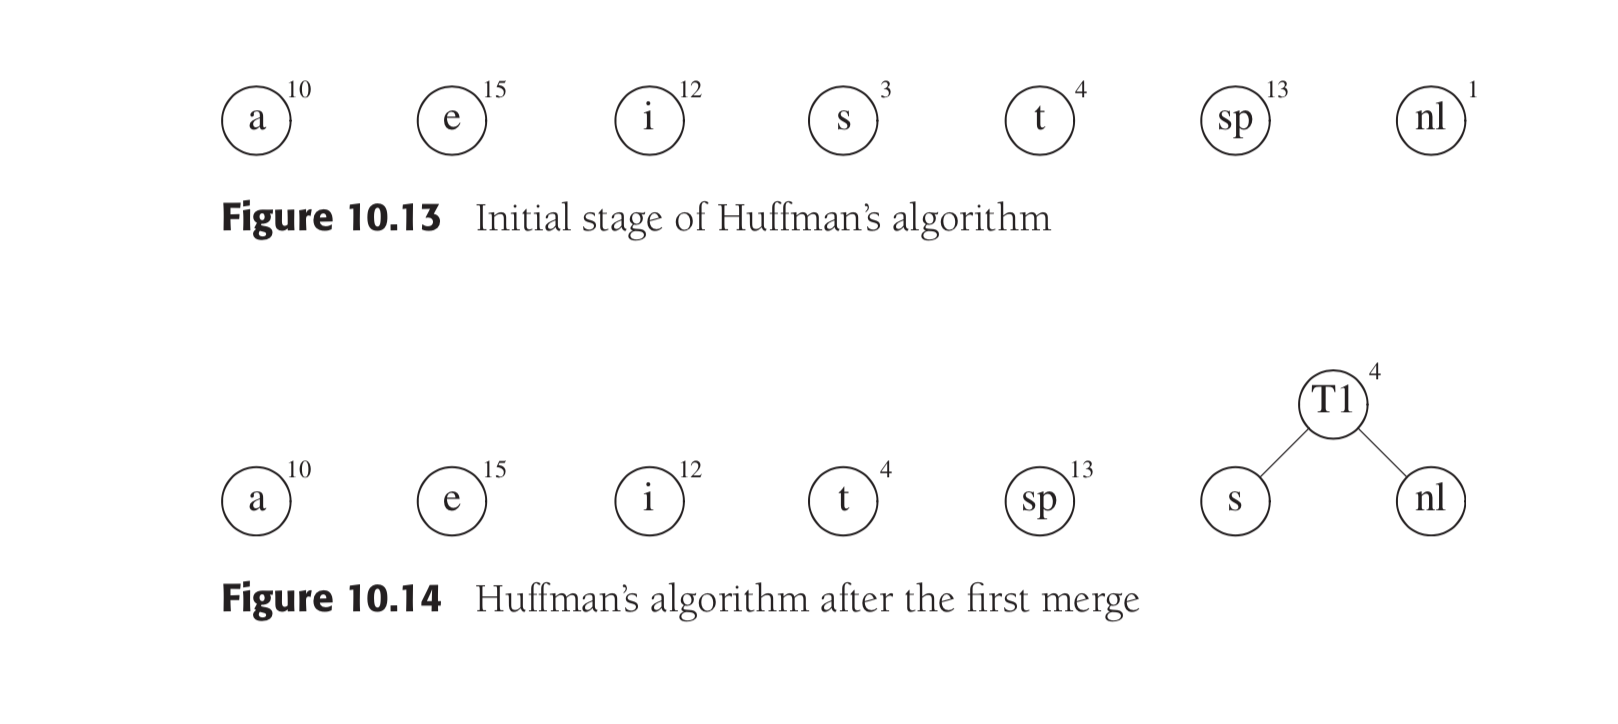 10 15 12 3 4 13 1
a e i s t sp nl
Figure 10.13 Initial stage of Huffman’s algorithm
4
T1
10 15 12 4 13
a e i t sp s nl
Figure 10.14 Huffman’s algorithm after the first merge